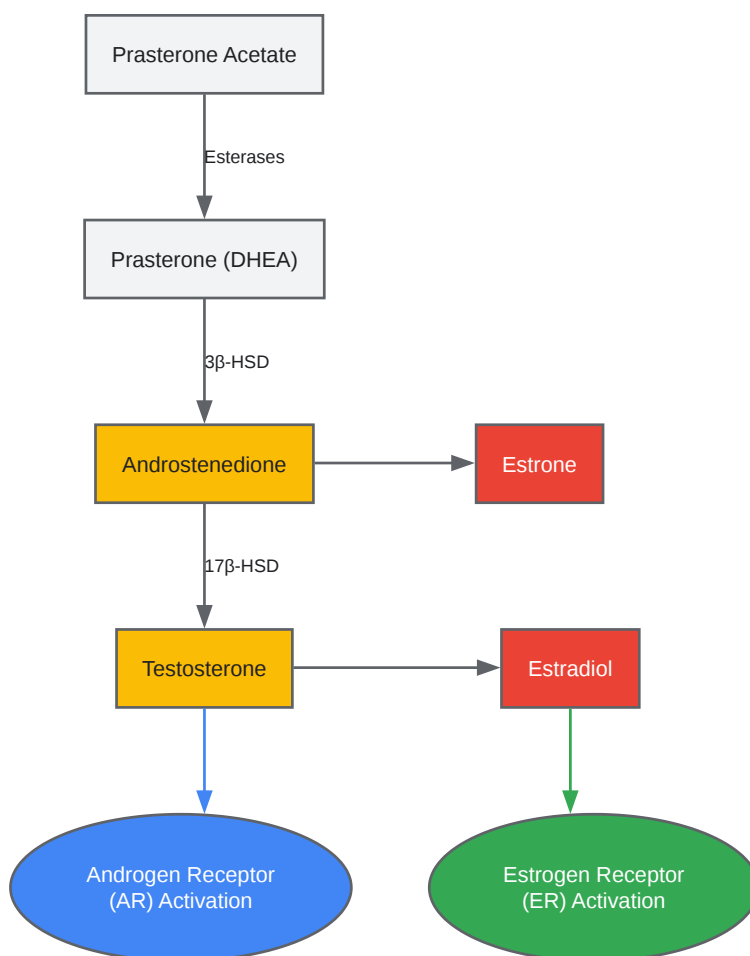 Prasterone Acetate
Esterases
Prasterone (DHEA)
3β-HSD
Androstenedione
Estrone
17β-HSD
Testosterone
Estradiol
Androgen Receptor
(AR) Activation
Estrogen Receptor
(ER) Activation